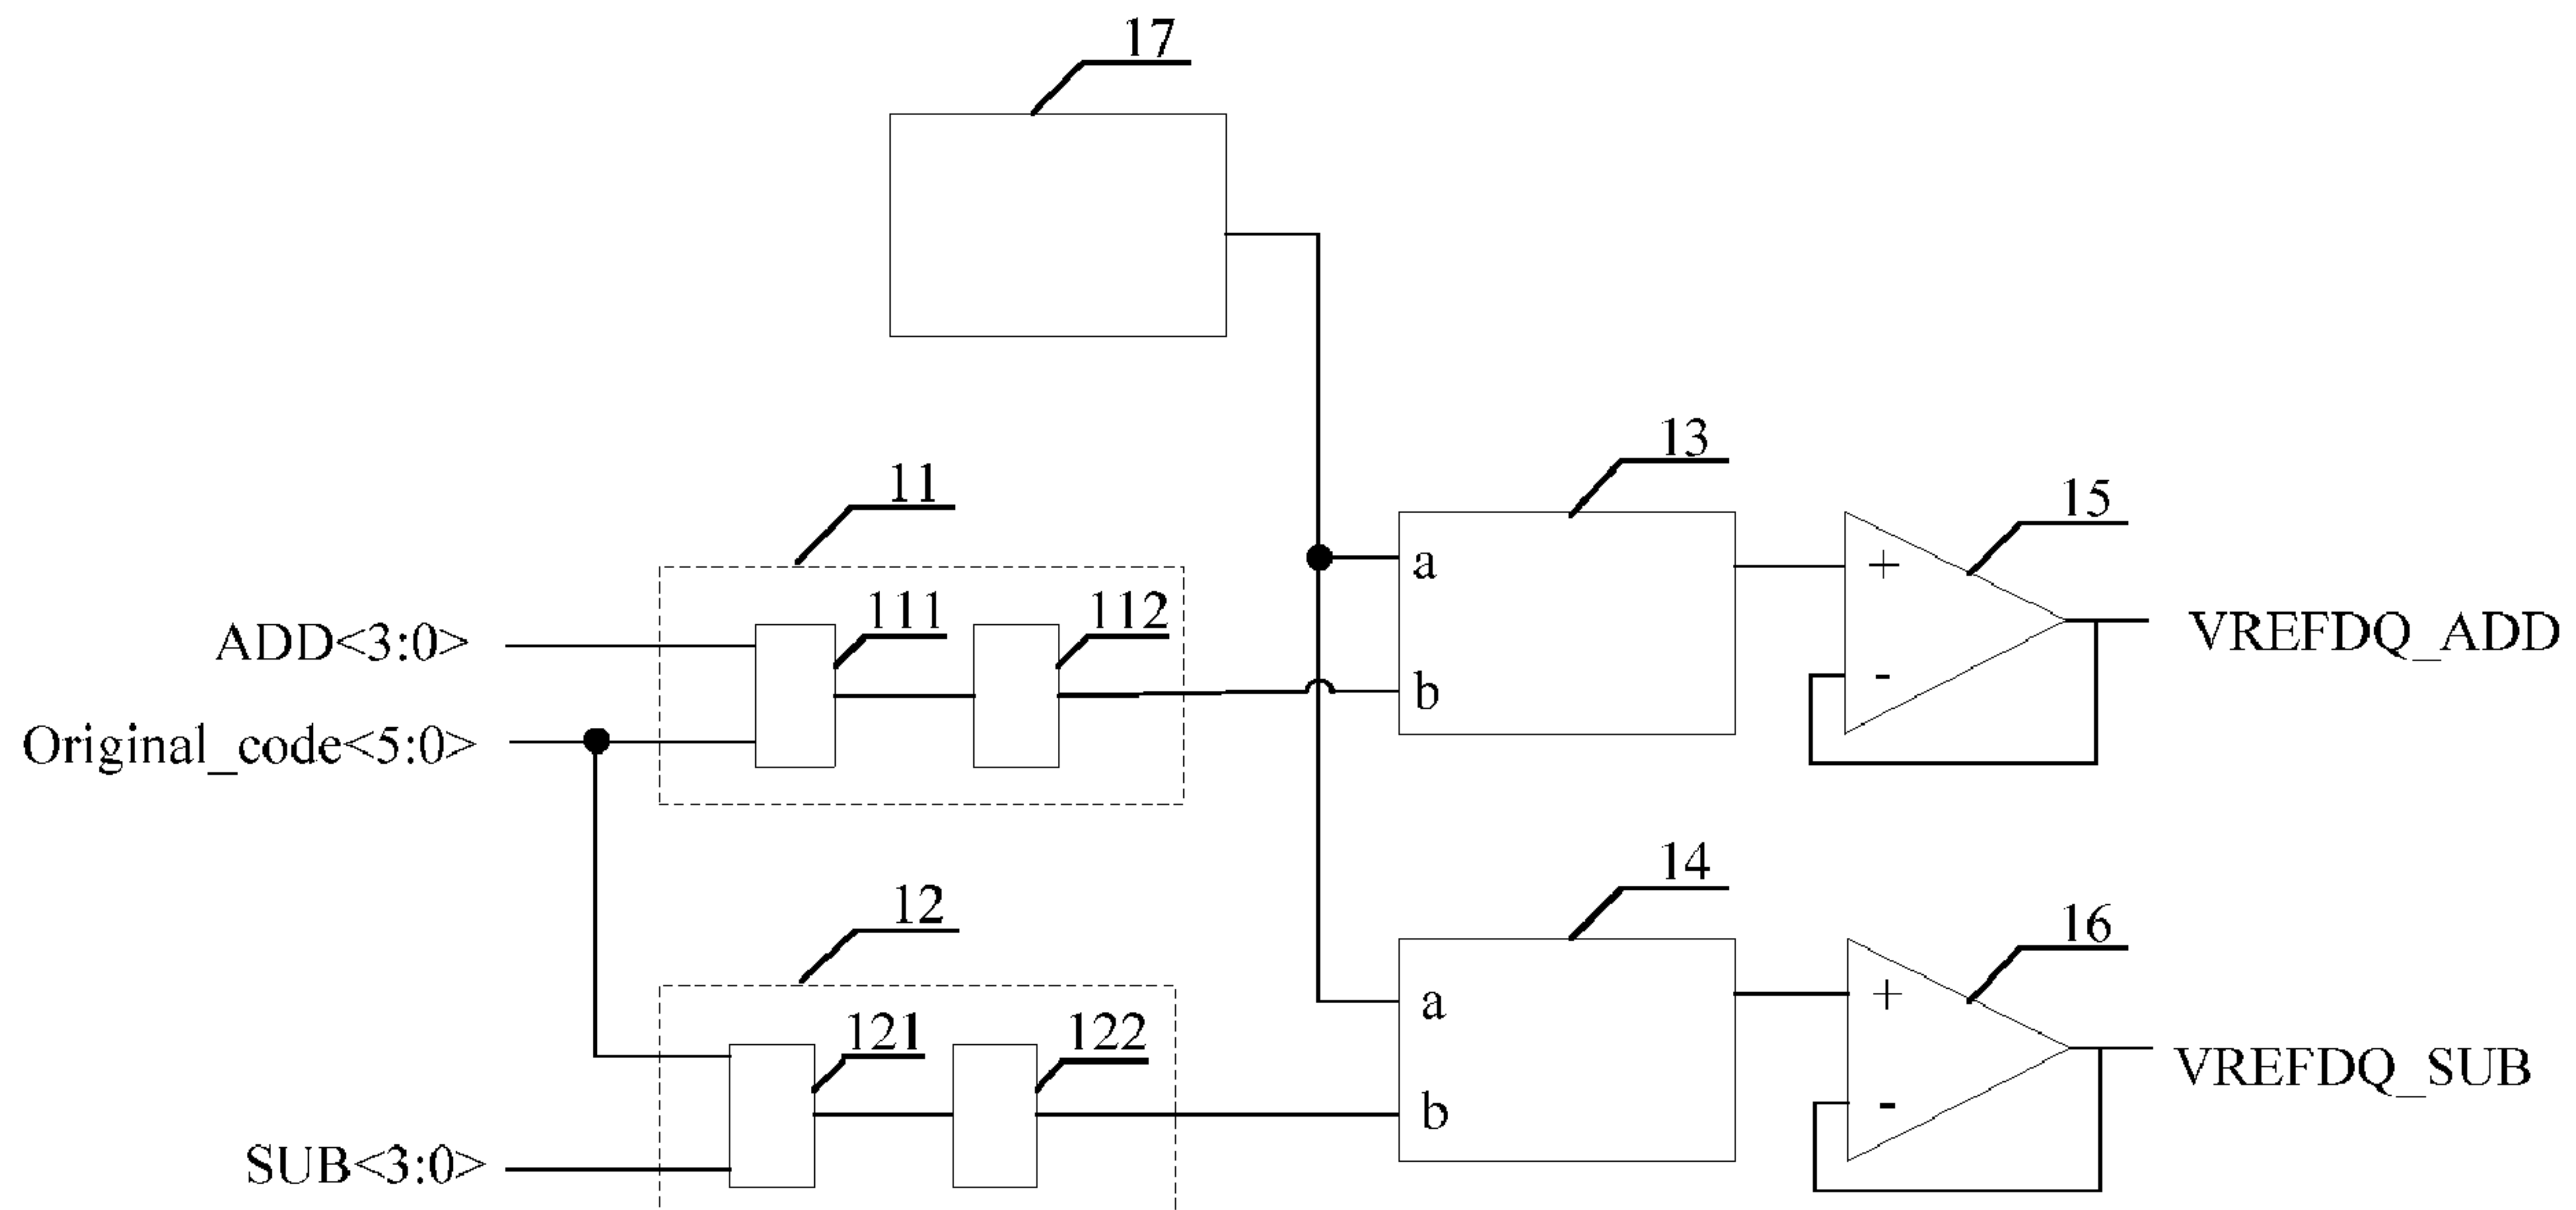 17
13
11
15
a
111
112
ADD<3:0>
+
VREFDQ_ADD
b
-
Original_code<5:0>
14
12
16
a
+
121
122
VREFDQ_SUB
b
-
SUB<3:0>